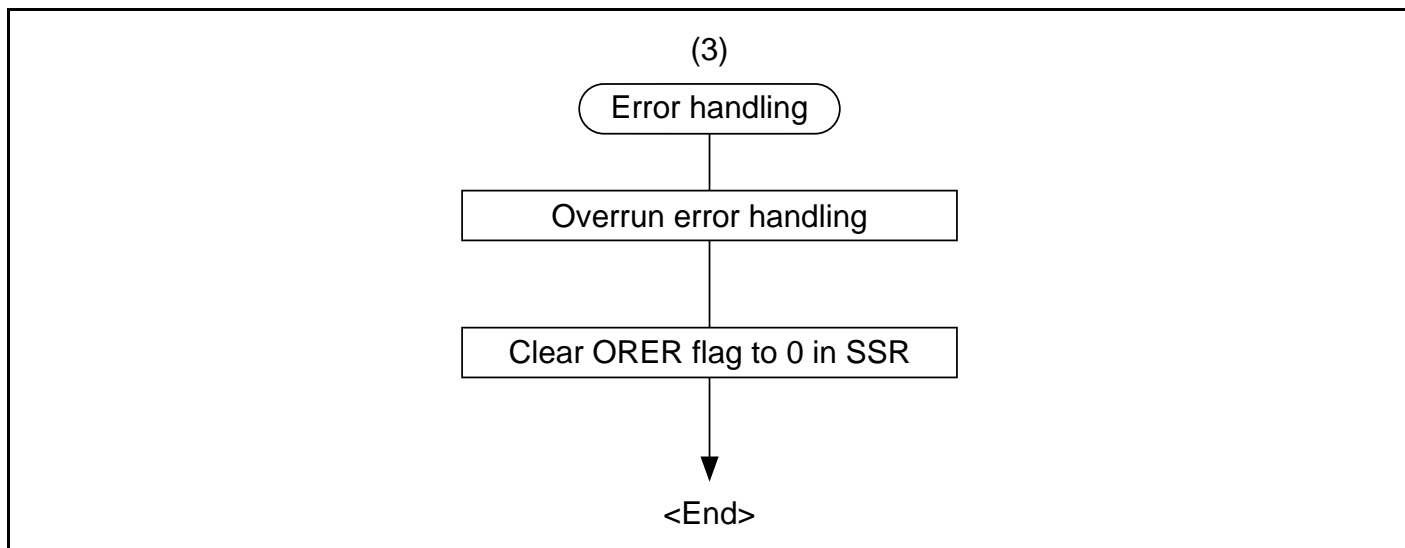 (3)
Error handling
Overrun error handling
Clear ORER flag to 0 in SSR
<End>